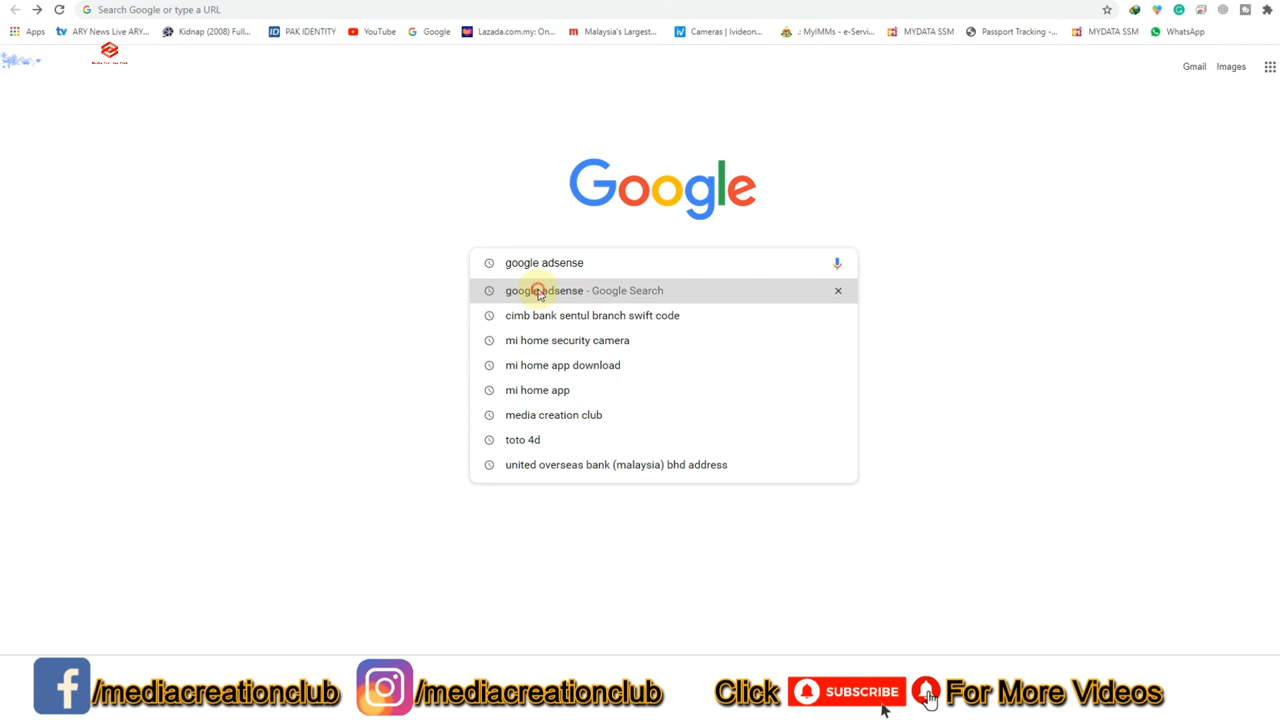 Search Google or type a URL
Apps ARY News Live ARY... Kidnap (2008) Full... PAK IDENTITY YouTube Google Lazada.com.my: On... Malaysia's Largest... Cameras | Ivideon... .: MyIMMs - e-Servi... MYDATA SSM Passport Tracking -... MYDATA SSM WhatsApp
Gmail Images
Google
google adsense
google adsense - Google Search
cimb bank sentul branch swift code
mi home security camera
mi home app download
mi home app
media creation club
toto 4d
united overseas bank (malaysia) bhd address
/mediacreationclub /mediacreationclub Click SUBSCRIBE For More Videos